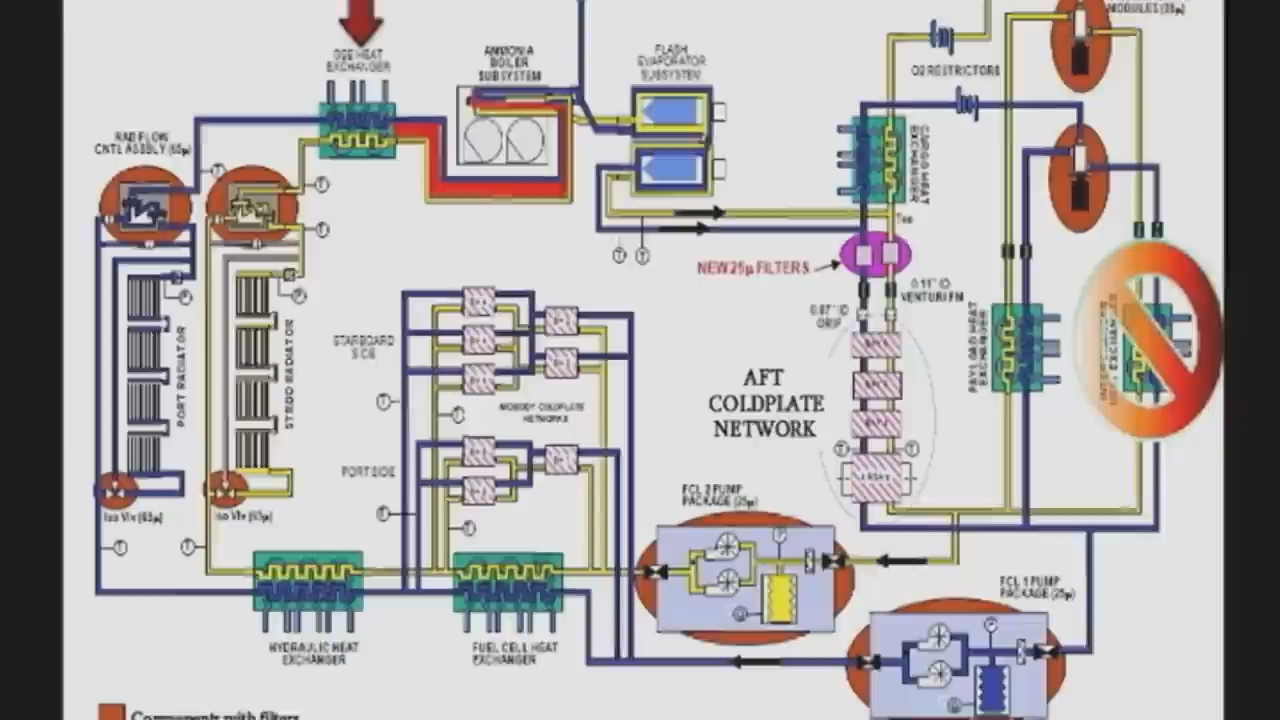 MODULES (25µ)
GSE HEAT
EXCHANGER
AMMONIA
BOILER
SUBSYSTEM
FLASH
EVAPORATOR
SUBSYSTEM
O2 RESTRICTORS
RAD FLOW
CNTL ASSBLY (65µ)
CARGO HEAT
EXCHANGER
NEW 25µ FILTERS
0.11" ID
VENTURI FM
0.87" ID
ORIF
STARBOARD
SIDE
PORT RADIATOR
STBD RADIATOR
PAYLOAD HEAT
EXCHANGER
AFT
COLDPLATE
NETWORK
MIDBODY COLDPLATE
NETWORKS
PORT SIDE
Iso Vlv (65µ)
Iso Vlv (65µ)
FCL 2 PUMP
PACKAGE (25µ)
FCL 1 PUMP
PACKAGE (25µ)
HYDRAULIC HEAT
EXCHANGER
FUEL CELL HEAT
EXCHANGER
Components with filters